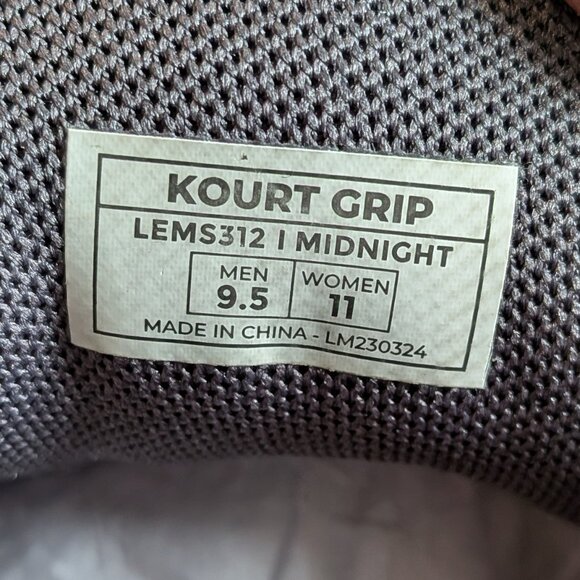 KOURT GRIP
LEMS312 | MIDNIGHT
MEN WOMEN
9.5 11
MADE IN CHINA - LM230324